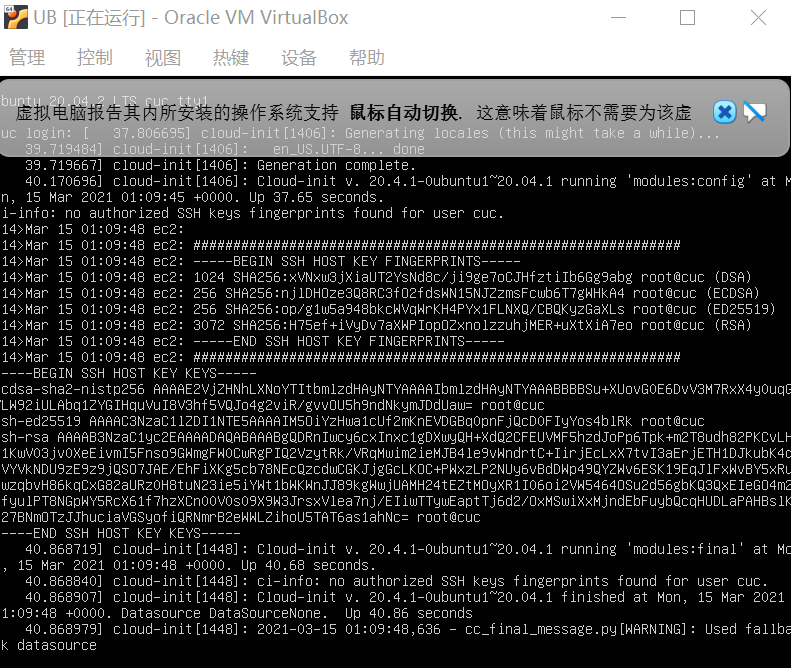 UB [正在运行] - Oracle VM VirtualBox
管理 控制 视图 热键 设备 帮助
buntu 20.04.2 LTS cuc tty1
虚拟电脑报告其内所安装的操作系统支持 鼠标自动切换. 这意味着鼠标不需要为该虚
uc login: [   37.806695] cloud-init[1406]: Generating locales (this might take a while)...
39.719484] cloud-init[1406]:   en_US.UTF-8... done
39.719667] cloud-init[1406]: Generation complete.
40.170696] cloud-init[1406]: Cloud-init v. 20.4.1-0ubuntu1~20.04.1 running 'modules:config' at M
n, 15 Mar 2021 01:09:45 +0000. Up 37.65 seconds.
i-info: no authorized SSH keys fingerprints found for user cuc.
14>Mar 15 01:09:48 ec2:
14>Mar 15 01:09:48 ec2: #############################################################
14>Mar 15 01:09:48 ec2: -----BEGIN SSH HOST KEY FINGERPRINTS-----
14>Mar 15 01:09:48 ec2: 1024 SHA256:xVNxw3jXiaUT2YsNd8c/ji9ge7oCJHfztiIb6Gg9abg root@cuc (DSA)
14>Mar 15 01:09:48 ec2: 256 SHA256:njlDHOze3Q8RC3fO2fdsWN15NJZzmsFcwb6T7gWHkA4 root@cuc (ECDSA)
14>Mar 15 01:09:48 ec2: 256 SHA256:op/g1w5a948bkcWVqWrKH4PYx1FLNXQ/CBQKyzGaXLs root@cuc (ED25519)
14>Mar 15 01:09:48 ec2: 3072 SHA256:H75ef+iVyDv7aXWPIopOZxnolzzuhjMER+uXtXiA7eo root@cuc (RSA)
14>Mar 15 01:09:48 ec2: -----END SSH HOST KEY FINGERPRINTS-----
14>Mar 15 01:09:48 ec2: #############################################################
----BEGIN SSH HOST KEY KEYS-----
cdsa-sha2-nistp256 AAAAE2VjZHNhLXNoYTItbmlzdHAyNTYAAAAIbmlzdHAyNTYAAABBBBSu+XUovG0E6DvV3M7RxX4y0uqG
/LW92iULAbq1ZYGIHquVuI8V3hf5VQJo4g2viR/gvvOU5h9ndNkymJDdUaw= root@cuc
sh-ed25519 AAAAC3NzaC1lZDI1NTE5AAAAIM5OiYzHwa1cUf2mKnEVDGBq0pnFjQcD0FIyYos4blRk root@cuc
sh-rsa AAAAB3NzaC1yc2EAAAADAQABAAABgQDRnIwcy6cxInxc1gDXwyQH+XdQ2CFEUVMF5hzdJoPp6Tpk+m2T8udh82PKCvLH
1KwVO3jvOXeEivmI5Fnso9GWmgFWOCwRgPIQ2VzytRk/VRqMwim2ieMJB4le9vWndrtC+IirjEcLxX7tvI3aErjETH1DJkubK4q
VYVkNDU9zE9z9jQSO7JAE/EhFiXKg5cb78NEcQzcdwCGKJjgGcLKOC+PWxzLP2NUy6vBdDWp49QYZWv6ESK19EqJlFxWvBY5xRu
wzqbvH86kqCxG82aURzOH8tuN23ie5iYWt1bWKWnJJ89kgWwjUAMH24tEZtMOyXR1I06oi2VW5464OSu2d56gbKQ3QxEIeGO4m2
fyulPT8NGpWY5RcX61f7hzXCn00V0s09X9W3JrsxVlea7nj/EIiwTTywEaptTj6d2/OxMSwiXxMjndEbFuybQcqHUDLaPAHBslK
27BNmOTzJJhuciaVGSyofiQRNmrB2eWWLZihoU5TAT6as1ahNc= root@cuc
----END SSH HOST KEY KEYS-----
40.868719] cloud-init[1448]: Cloud-init v. 20.4.1-0ubuntu1~20.04.1 running 'modules:final' at Mo
, 15 Mar 2021 01:09:48 +0000. Up 40.68 seconds.
40.868840] cloud-init[1448]: ci-info: no authorized SSH keys fingerprints found for user cuc.
40.868907] cloud-init[1448]: Cloud-init v. 20.4.1-0ubuntu1~20.04.1 finished at Mon, 15 Mar 2021
1:09:48 +0000. Datasource DataSourceNone.  Up 40.86 seconds
40.868979] cloud-init[1448]: 2021-03-15 01:09:48,636 - cc_final_message.py[WARNING]: Used fallba
k datasource